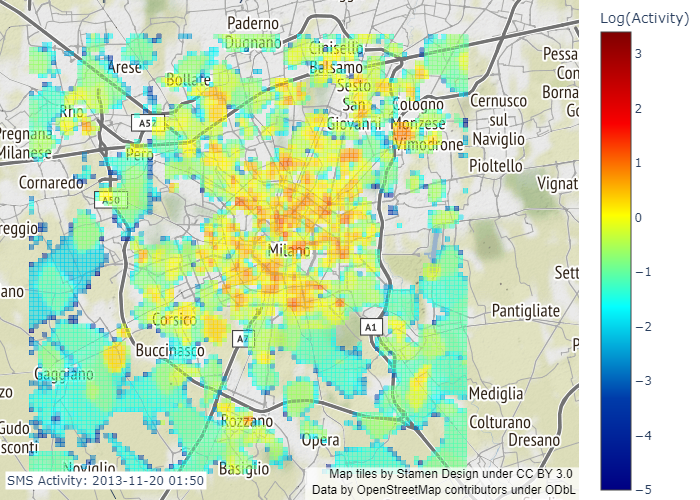 Log(Activity)
Paderno
Dugnano
Cinisello
Balsamo
Arese
Bollate
Sesto
San
Giovanni
Pessa
Con
Borna
Go
Rho
A52
Cologno
Monzese
Cernusco
sul
Naviglio
Pregnana
Milanese
Pero
Vimodrone
Pioltello
Cornaredo
A50
Vignat
reggio
Milano
Sett
ano
Pantigliate
Corsico
A7
A1
Buccinasco
P
Gaggiano
zo
Mediglia
Gudo
sconti
Rozzano
Colturano
Dresano
Opera
Noviglio
Basiglio
SMS Activity: 2013-11-20 01:50
Map tiles by Stamen Design under CC BY 3.0
Data by OpenStreetMap contributors under ODbL
3
2
1
0
−1
−2
−3
−4
−5